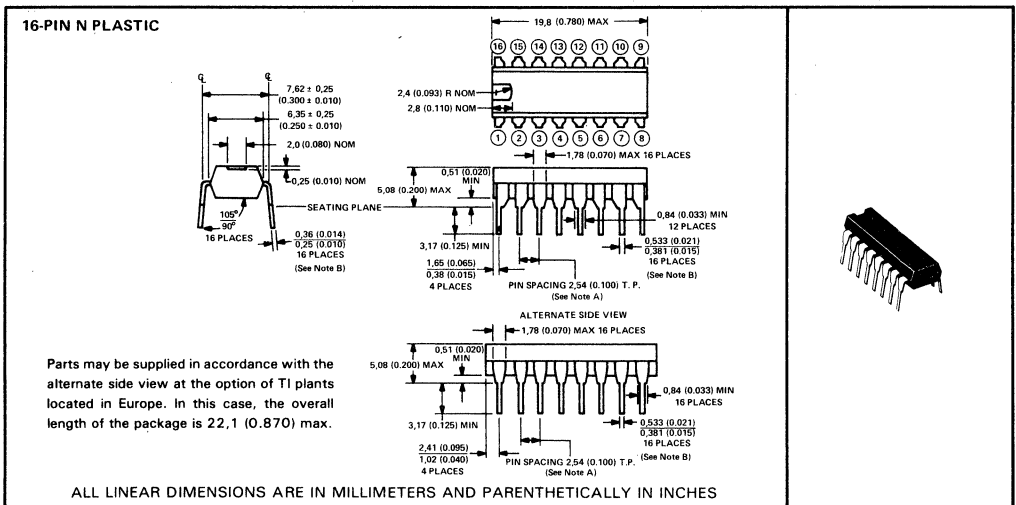 16-PIN N PLASTIC
19,8 (0.780) MAX
16 15 14 13 12 11 10 9
2,4 (0.093) R NOM
2,8 (0.110) NOM
1 2 3 4 5 6 7 8
℄ ℄
7,62 ± 0,25
(0.300 ± 0.010)
6,35 ± 0,25
(0.250 ± 0.010)
2,0 (0.080) NOM
0,25 (0.010) NOM
SEATING PLANE
105°
90°
16 PLACES
0,36 (0.014
0,25 (0.010)
16 PLACES
(See Note B)
1,78 (0.070) MAX 16 PLACES
0,51 (0.020)
MIN
5,08 (0.200) MAX
0,84 (0.033) MIN
12 PLACES
3,17 (0.125) MIN
0,533 (0.021)
0,381 (0.015)
16 PLACES
(See Note B)
1,65 (0.065)
0,38 (0.015)
4 PLACES
PIN SPACING 2,54 (0.100) T.P.
(See Note A)
ALTERNATE SIDE VIEW
1,78 (0.070) MAX 16 PLACES
0,51 (0.020)
MIN
5,08 (0.200) MAX
0,84 (0.033) MIN
16 PLACES
3,17 (0.125) MIN
0,533 (0.021)
0,381 (0.015)
16 PLACES
(See Note B)
2,41 (0.095)
1,02 (0.040)
4 PLACES
PIN SPACING 2,54 (0.100) T.P.
(See Note A)
Parts may be supplied in accordance with the
alternate side view at the option of TI plants
located in Europe. In this case, the overall
length of the package is 22,1 (0.870) max.
ALL LINEAR DIMENSIONS ARE IN MILLIMETERS AND PARENTHETICALLY IN INCHES